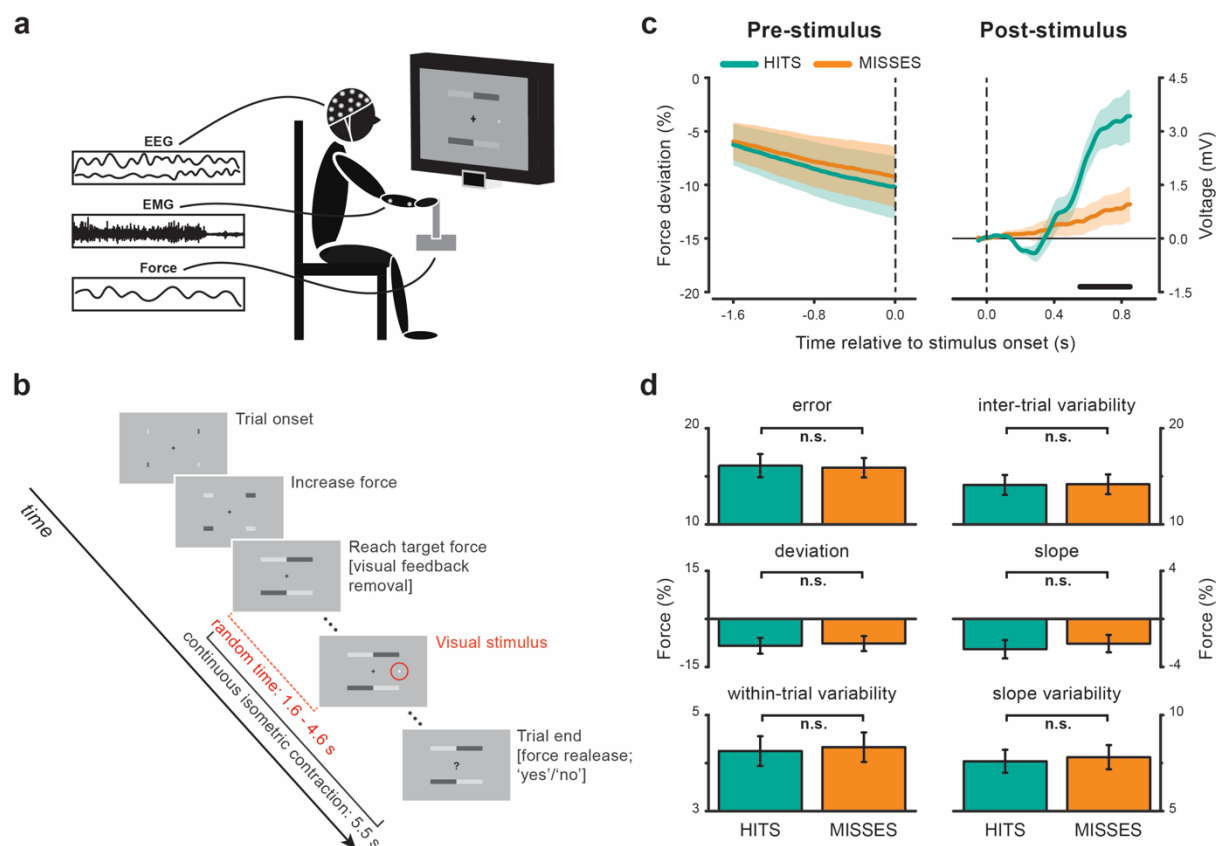 a
EEG
EMG
Force
b
Trial onset
Increase force
Reach target force
[visual feedback
removal]
Visual stimulus
Trial end
[force realease;
‘yes’/‘no’]
?
time
random time: 1.6 - 4.6 s
continuous isometric contraction: 5.5 s
c
Pre-stimulus
Post-stimulus
HITS
MISSES
Force deviation (%)
0
-5
-10
-15
-20
-1.6
-0.8
0.0
0.0
0.4
0.8
4.5
3.0
1.5
0.0
-1.5
Voltage (mV)
Time relative to stimulus onset (s)
d
error
inter-trial variability
20
n.s.
10
n.s.
20
10
deviation
slope
Force (%)
15
n.s.
-15
n.s.
4
-4
Force (%)
within-trial variability
slope variability
5
n.s.
3
n.s.
10
5
HITS
MISSES
HITS
MISSES